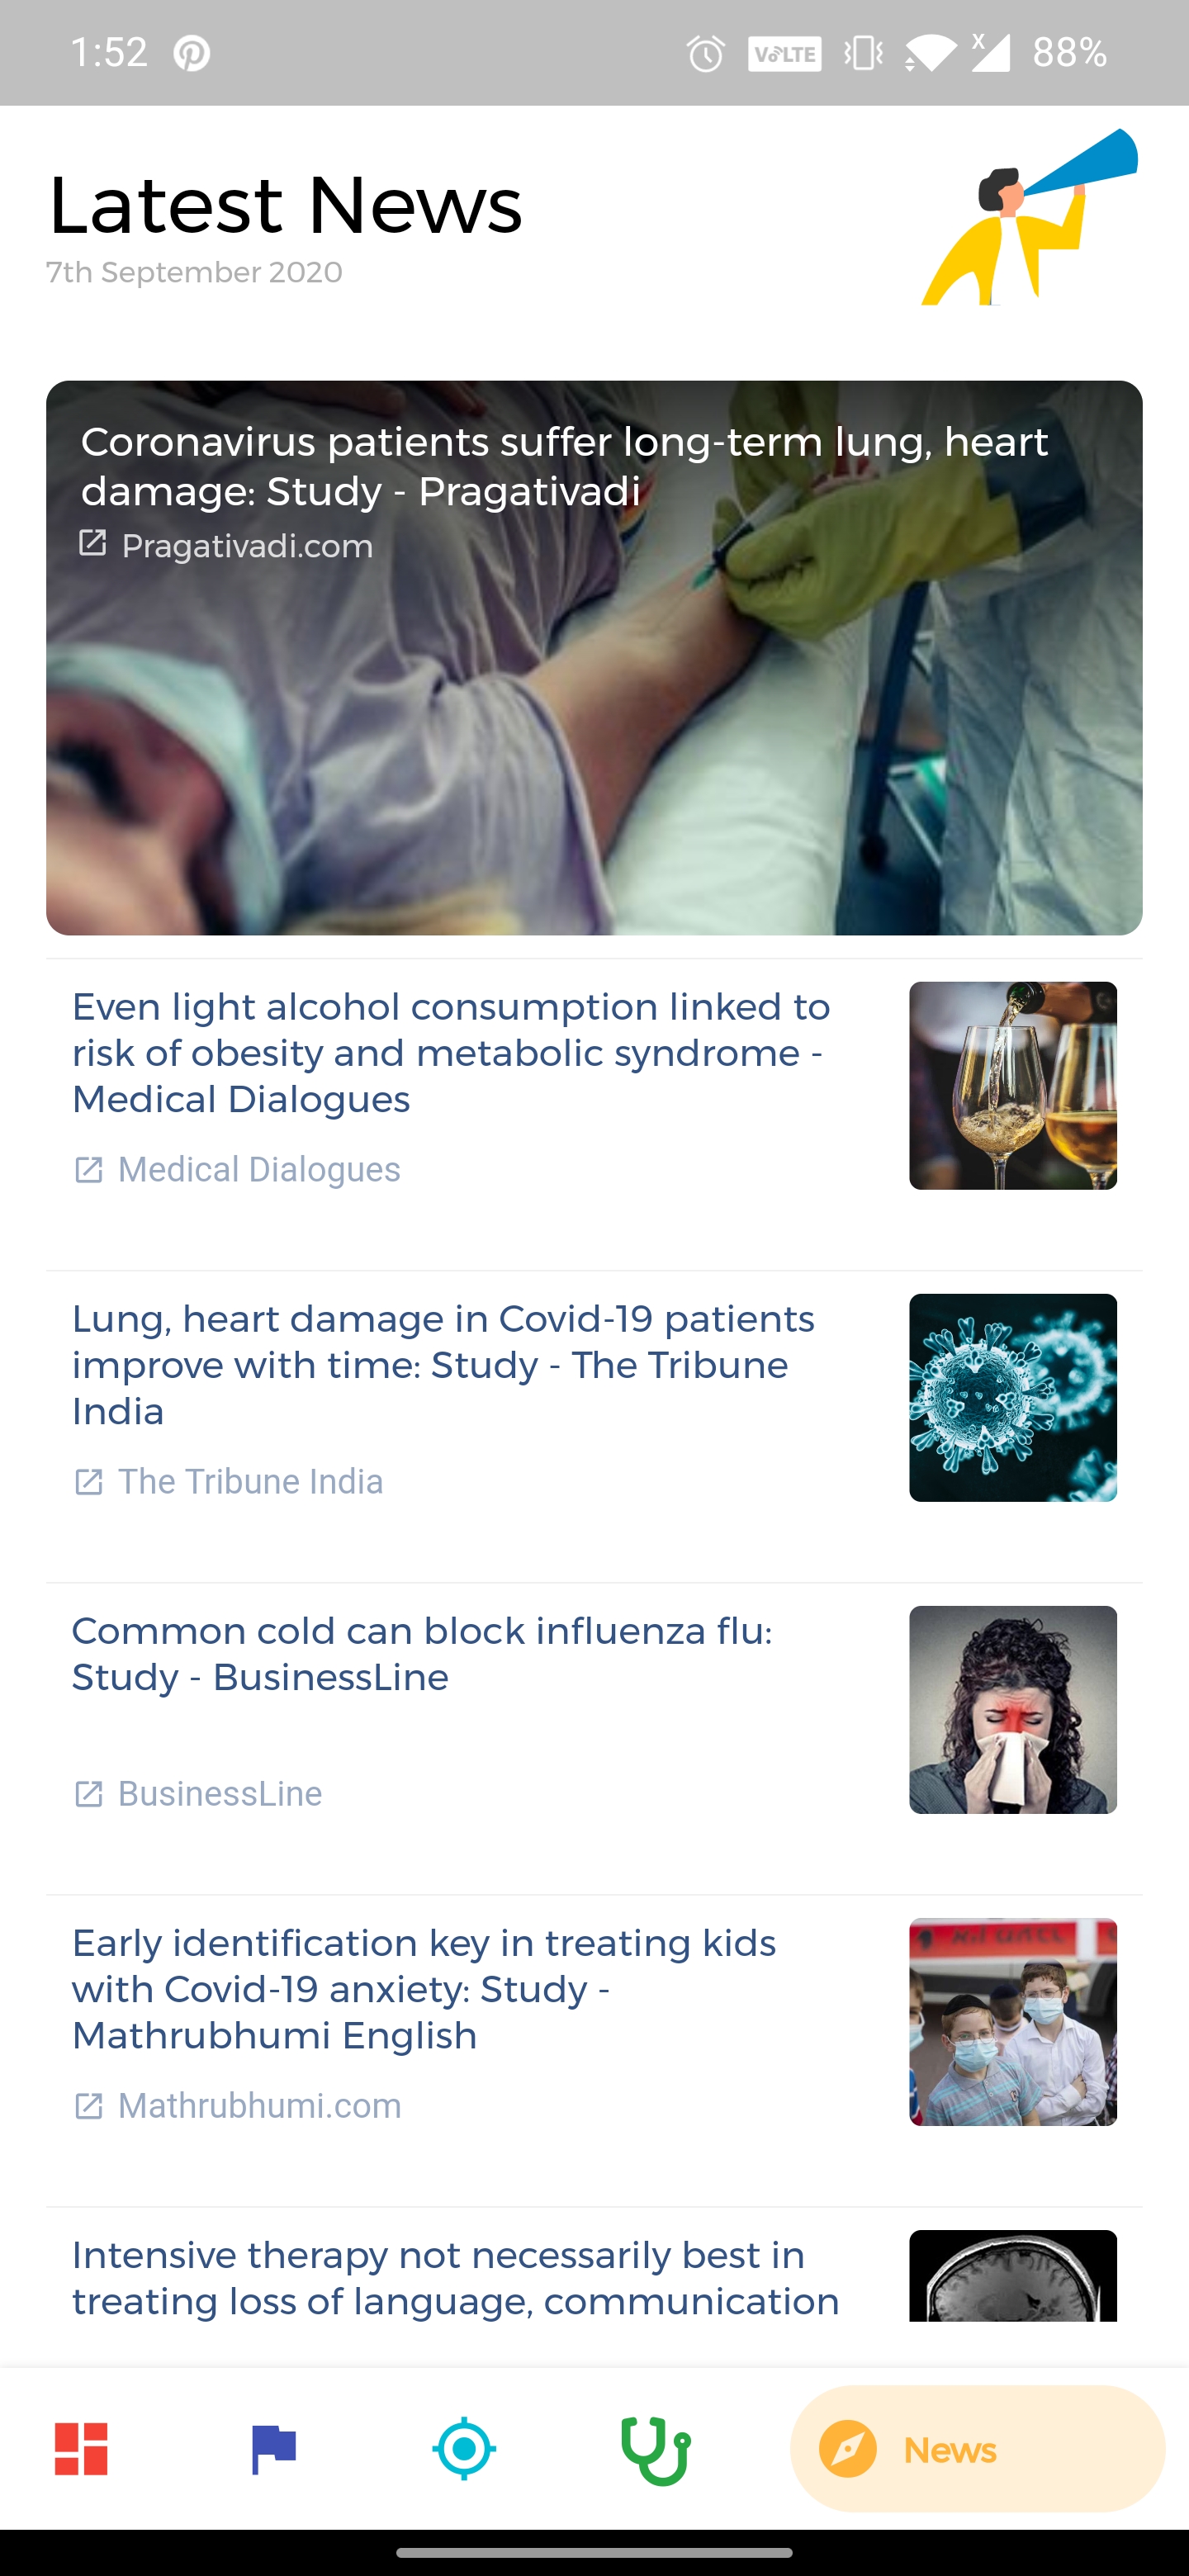 1:52
VoLTE
X
88%
Latest News
7th September 2020
Coronavirus patients suffer long-term lung, heart
damage: Study - Pragativadi
Pragativadi.com
Even light alcohol consumption linked to
risk of obesity and metabolic syndrome -
Medical Dialogues
Medical Dialogues
Lung, heart damage in Covid-19 patients
improve with time: Study - The Tribune
India
The Tribune India
Common cold can block influenza flu:
Study - BusinessLine
BusinessLine
Early identification key in treating kids
with Covid-19 anxiety: Study -
Mathrubhumi English
Mathrubhumi.com
Intensive therapy not necessarily best in
treating loss of language, communication
News